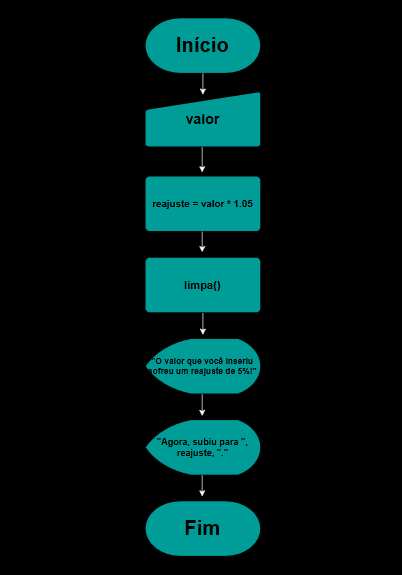 Início
valor
reajuste = valor * 1.05
limpa()
"O valor que você inseriu
sofreu um reajuste de 5%!"
"Agora, subiu para ",
reajuste, "."
Fim